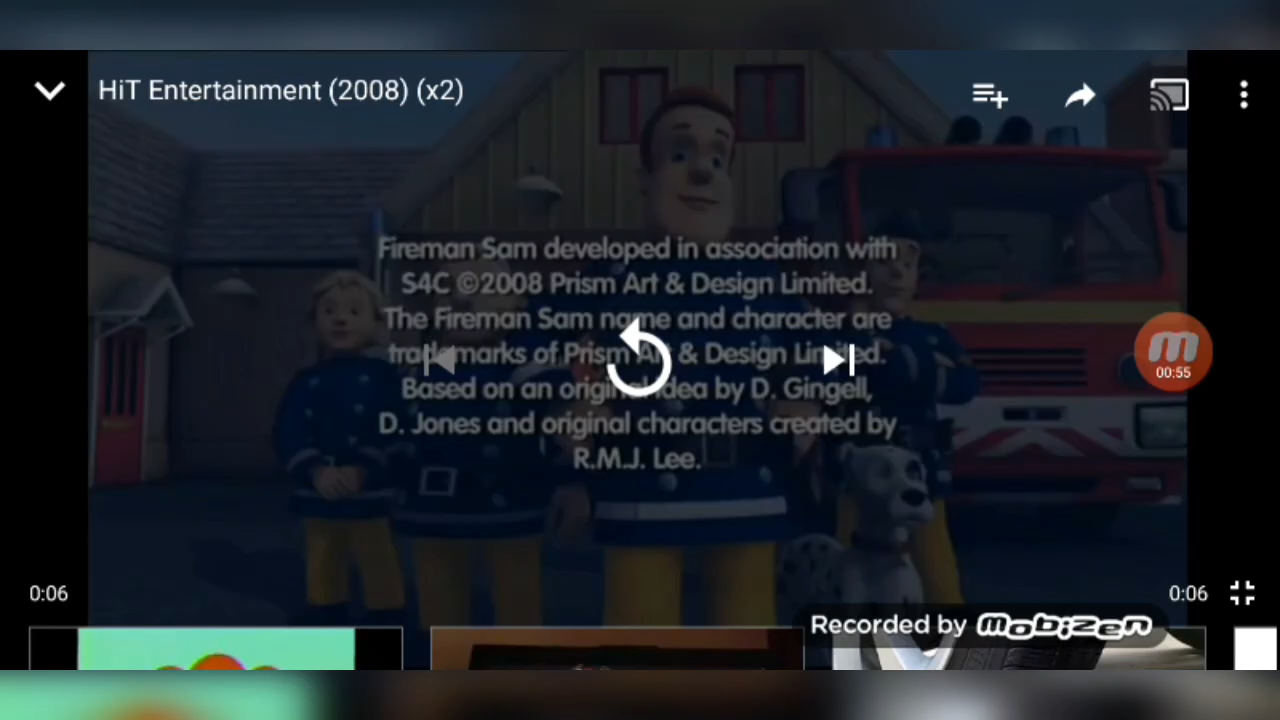 HiT Entertainment (2008) (x2)
Fireman Sam developed in association with
S4C ©2008 Prism Art & Design Limited.
The Fireman Sam name and character are
trademarks of Prism Art & Design Limited.
Based on an original idea by D. Gingell,
D. Jones and original characters created by
R.M.J. Lee.
00:55
0:06
0:06
Recorded by mobizen